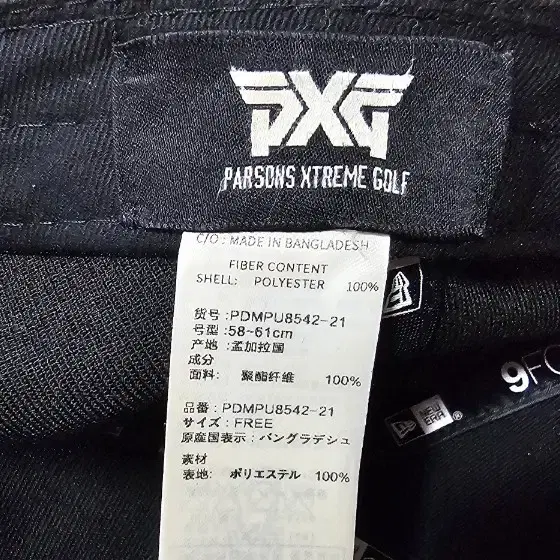 PXG
PARSONS XTREME GOLF
C/O : MADE IN BANGLADESH
FIBER CONTENT
SHELL: POLYESTER 100%
货号:PDMPU8542-21
号型:58~61cm
产地:孟加拉国
成分
面料: 聚酯纤维 100%
品番:PDMPU8542-21
サイズ:FREE
原産国表示:バングラデシュ
素材
表地: ポリエステル 100%
NEW ERA®